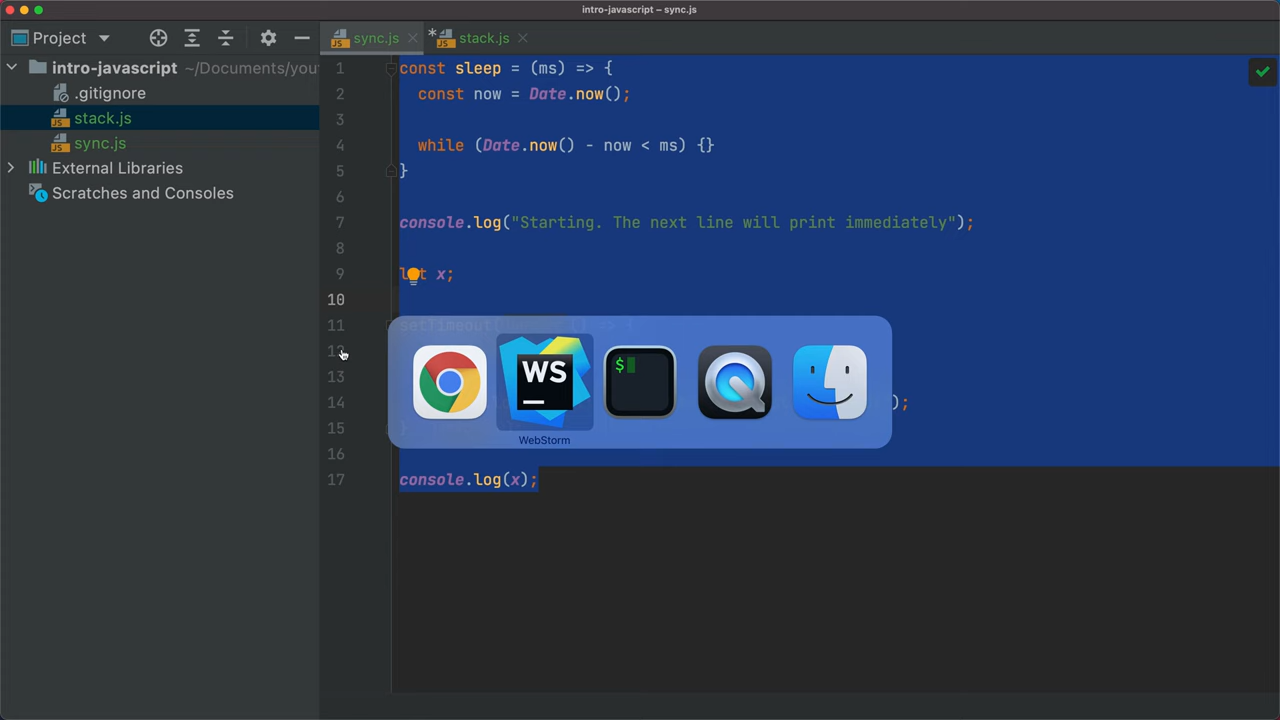 intro-javascript – sync.js
Project
sync.js
* stack.js
intro-javascript ~/Documents/yout
.gitignore
stack.js
sync.js
External Libraries
Scratches and Consoles
1 const sleep = (ms) => {
2 const now = Date.now();
3
4 while (Date.now() - now < ms) {}
5 }
6
7 console.log("Starting. The next line will print immediately");
8
9 let x;
10
11 setTimeout( () => {
12
13
14 );
15 }
16
17 console.log(x);
WS
$
WebStorm